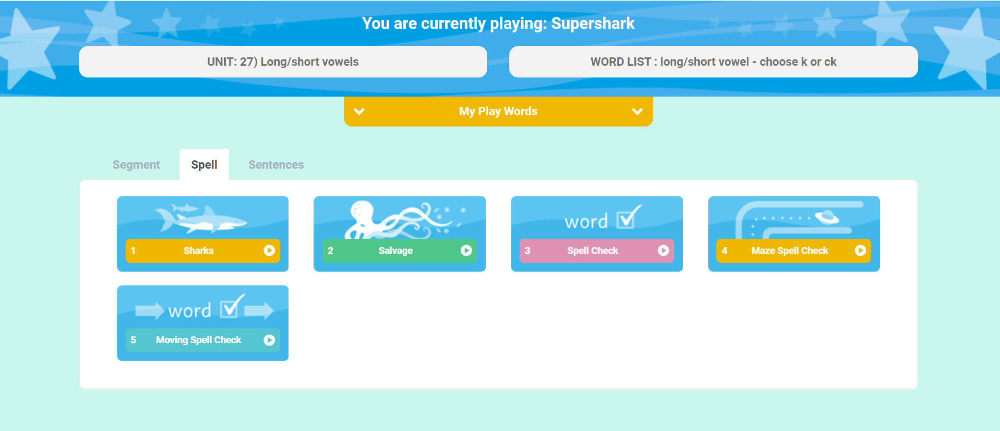 You are currently playing: Supershark
UNIT: 27) Long/short vowels
WORD LIST : long/short vowel - choose k or ck
My Play Words
Segment
Spell
Sentences
word
1 Sharks
2 Salvage
3 Spell Check
4 Maze Spell Check
word
5 Moving Spell Check